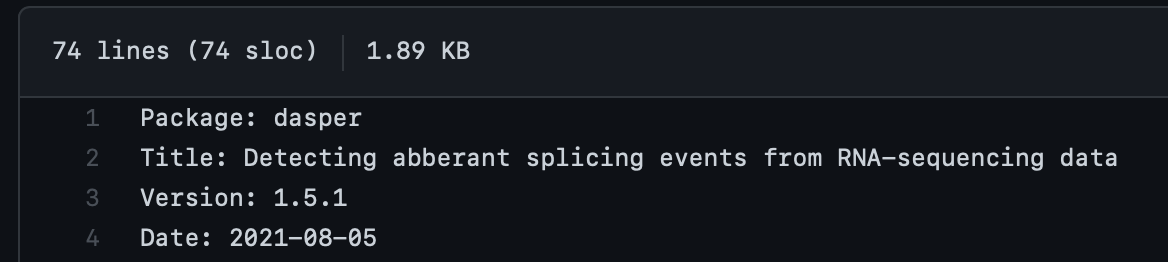 74 lines (74 sloc) 1.89 KB
1 Package: dasper
2 Title: Detecting abberant splicing events from RNA-sequencing data
3 Version: 1.5.1
4 Date: 2021-08-05